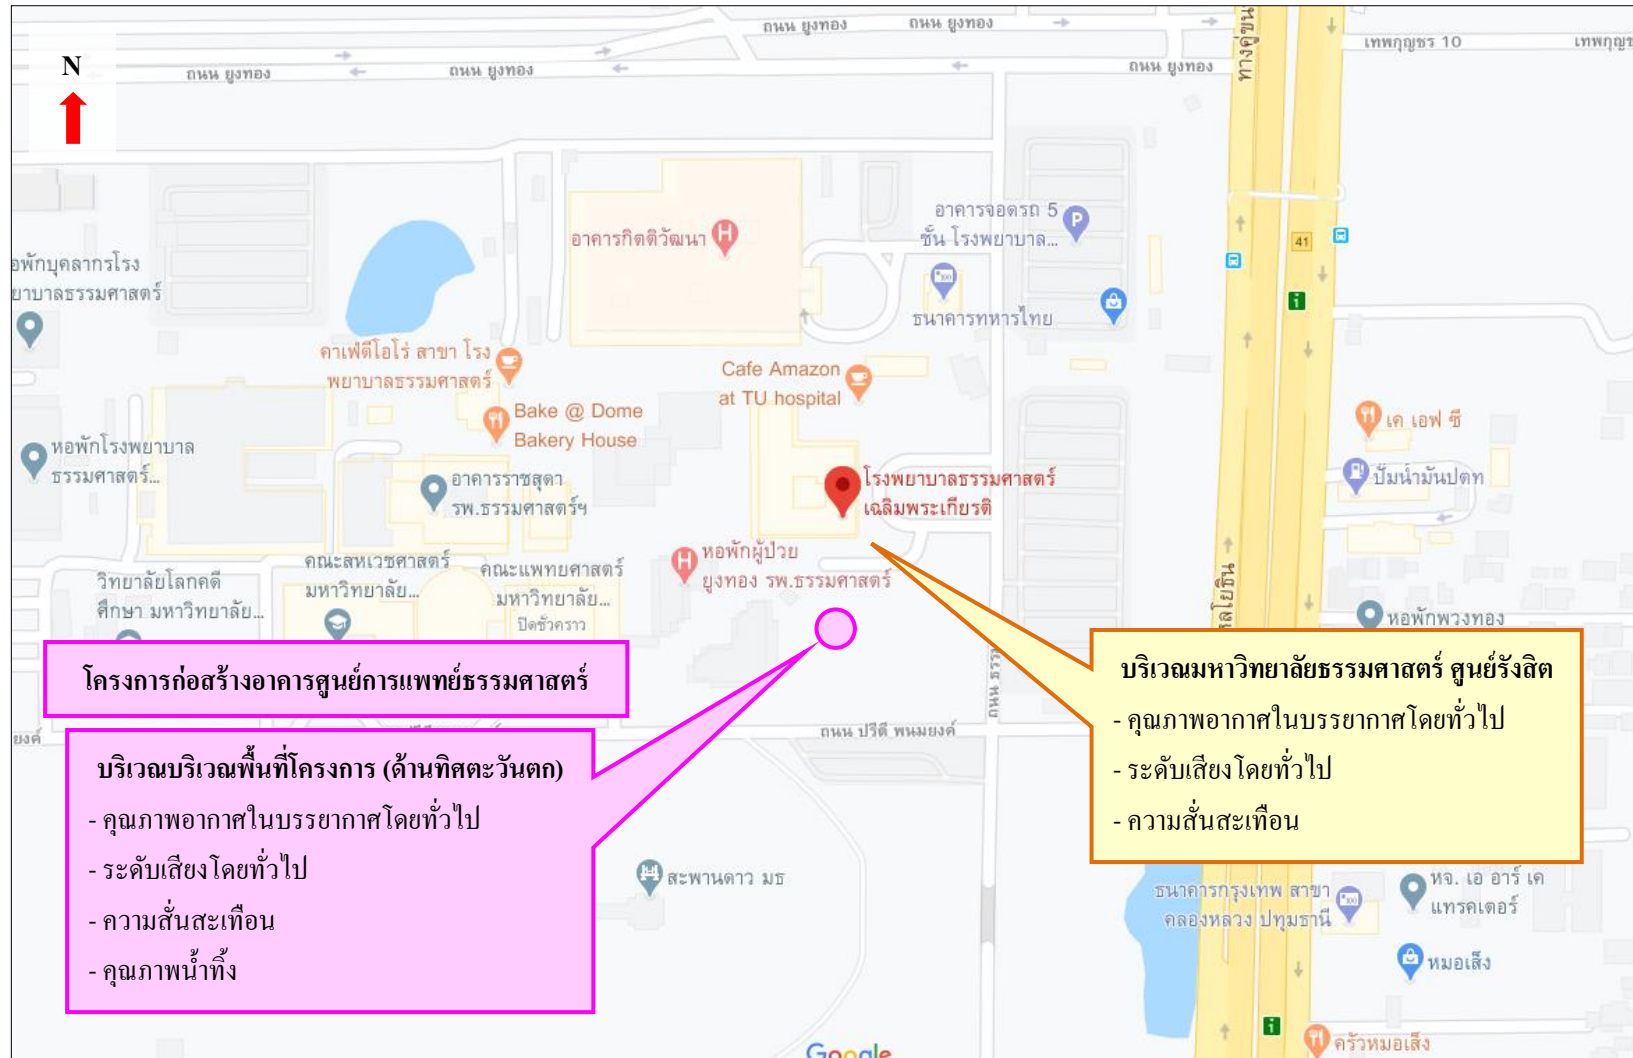 ถนน ยูงทอง
ถนน ยูงทอง
เทพกุญชร 10
N
ถนน ยูงทอง
ถนน ยูงทอง
ถนน ยูงทอง
อาคารจอดรถ 5
ชั้น โรงพยาบาล...
P
อาคารกิตติวัฒนา
H
41
อพักบุคลากรโรง
ยาบาลธรรมศาสตร์
ธนาคารทหารไทย
คาเฟ่ดีโอโร่ สาขา โรง
พยาบาลธรรมศาสตร์
Cafe Amazon
at TU hospital
Bake @ Dome
Bakery House
เค เอฟ ซี
หอพักโรงพยาบาล
ธรรมศาสตร์...
อาคารราชสุดา
รพ.ธรรมศาสตร์ฯ
โรงพยาบาลธรรมศาสตร์
เฉลิมพระเกียรติ
ปั๊มน้ำมันปตท
คณะสหเวชศาสตร์
มหาวิทยาลัย...
คณะแพทยศาสตร์
มหาวิทยาลัย...
ปิดชั่วคราว
H
หอพักผู้ป่วย
ยูงทอง รพ.ธรรมศาสตร์
วิทยาลัยโลกคดี
ศึกษา มหาวิทยาลัย...
หลโยธิน
หอพักพวงทอง
ถนน ธรรม
โครงการก่อสร้างอาคารศูนย์การแพทย์ธรรมศาสตร์
บริเวณมหาวิทยาลัยธรรมศาสตร์ ศูนย์รังสิต
- คุณภาพอากาศในบรรยากาศโดยทั่วไป
- ระดับเสียงโดยทั่วไป
- ความสั่นสะเทือน
ยงค์
ถนน ปรีดี พนมยงค์
บริเวณบริเวณพื้นที่โครงการ (ด้านทิศตะวันตก)
- คุณภาพอากาศในบรรยากาศโดยทั่วไป
- ระดับเสียงโดยทั่วไป
- ความสั่นสะเทือน
- คุณภาพน้ำทิ้ง
สะพานดาว มธ
ธนาคารกรุงเทพ สาขา
คลองหลวง ปทุมธานี
หจ. เอ อาร์ เค
แทรคเตอร์
หมอเส็ง
ครัวหมอเส็ง
Google